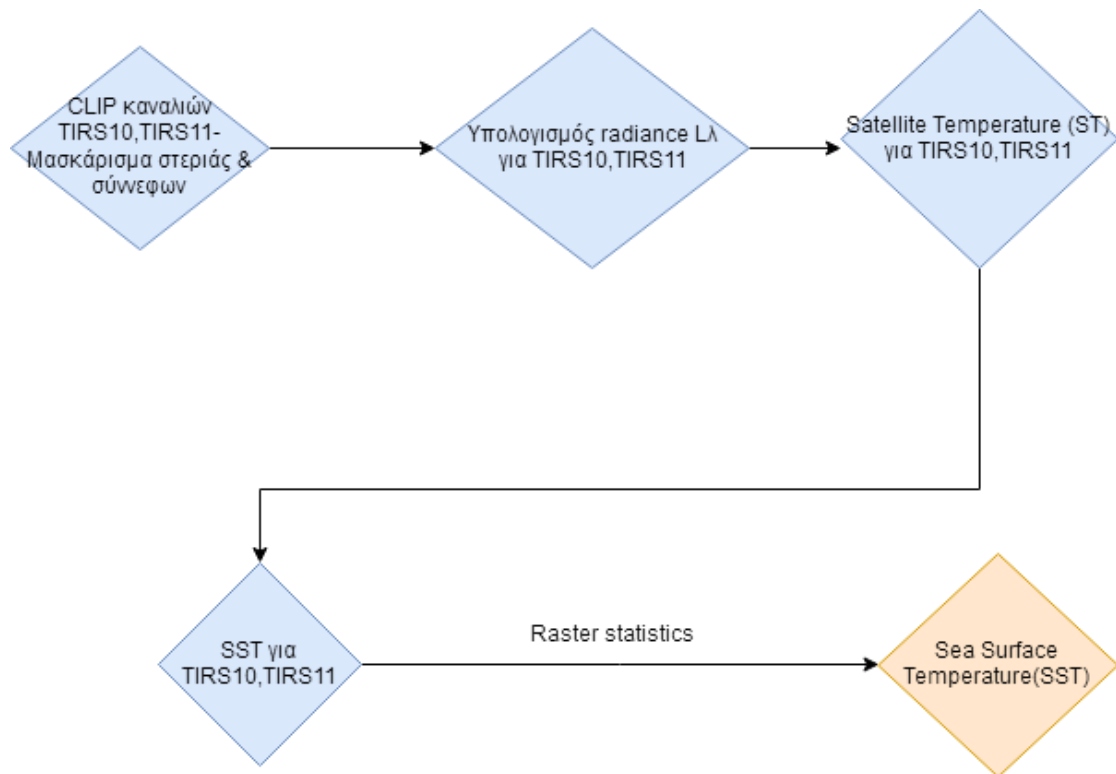 CLIP καναλιών
TIRS10,TIRS11-
Μασκάρισμα στεριάς &
σύννεφων
Υπολογισμός radiance Lλ
για TIRS10,TIRS11
Satellite Temperature (ST)
για TIRS10,TIRS11
SST για
TIRS10,TIRS11
Raster statistics
Sea Surface
Temperature(SST)